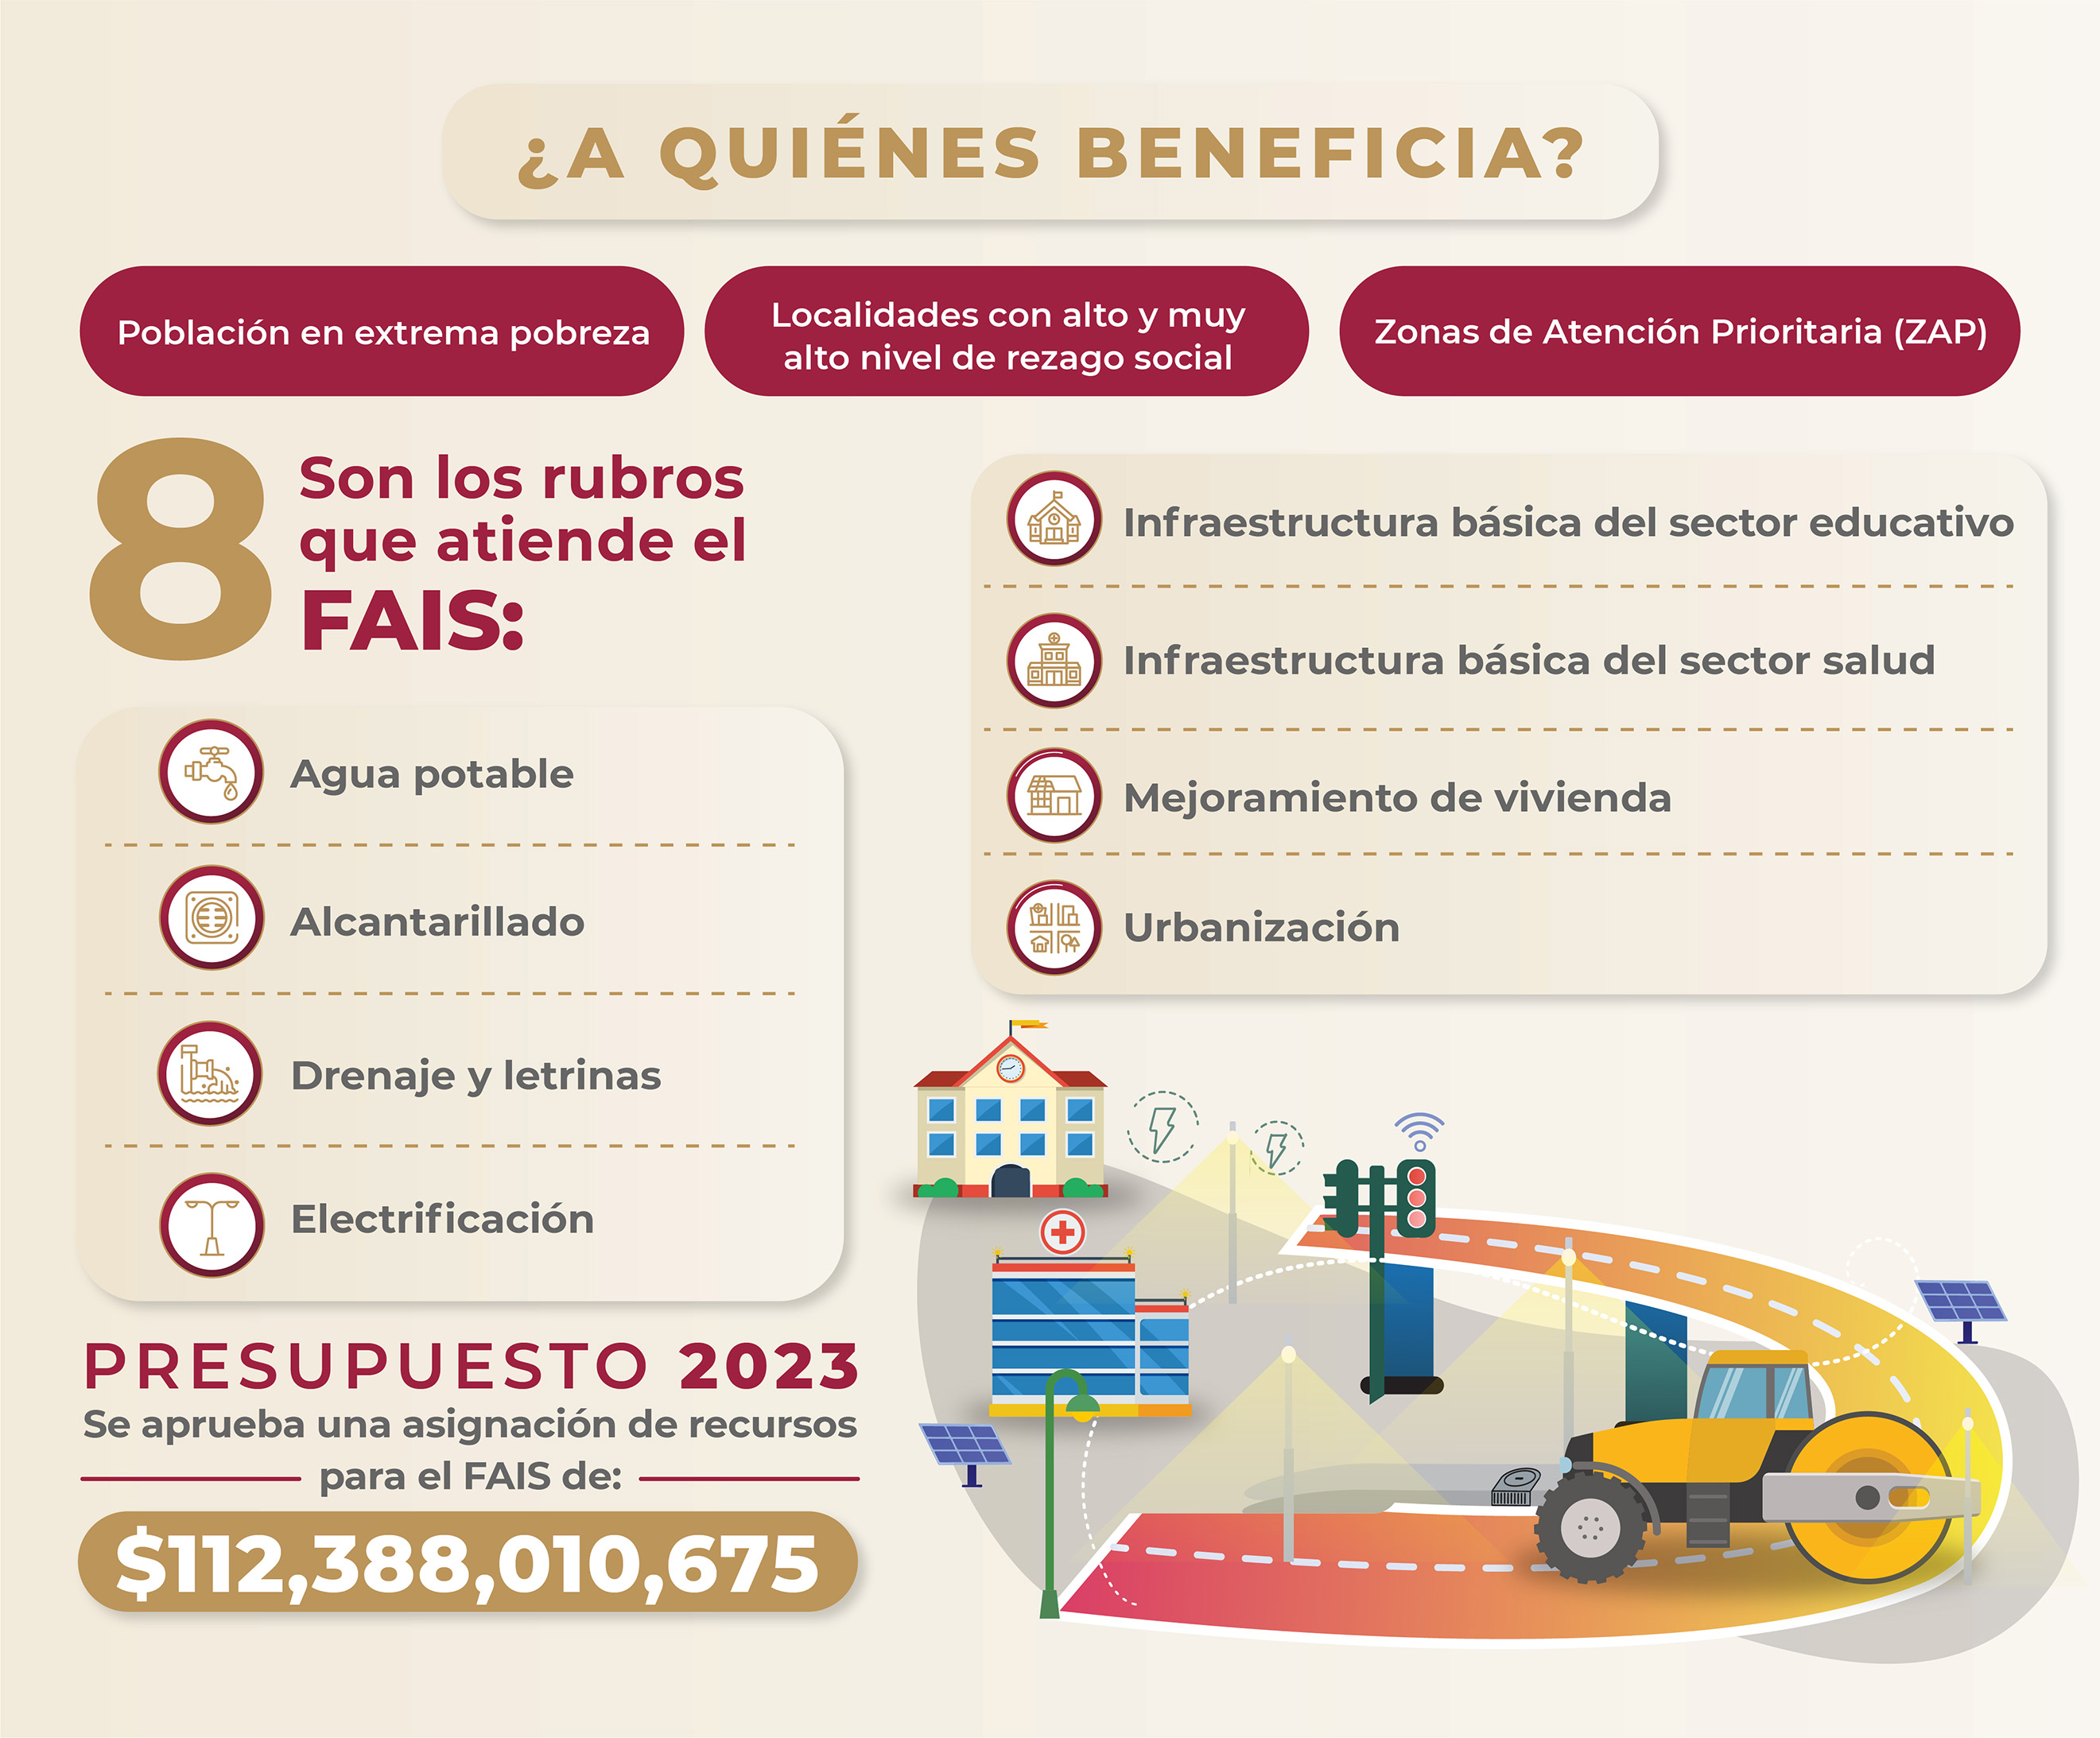 ¿A QUIÉNES BENEFICIA?
Población en extrema pobreza
Localidades con alto y muy
alto nivel de rezago social
Zonas de Atención Prioritaria (ZAP)
8
Son los rubros
que atiende el
FAIS:
Agua potable
Alcantarillado
Drenaje y letrinas
Electrificación
Infraestructura básica del sector educativo
Infraestructura básica del sector salud
Mejoramiento de vivienda
Urbanización
PRESUPUESTO 2023
Se aprueba una asignación de recursos
para el FAIS de:
$112,388,010,675